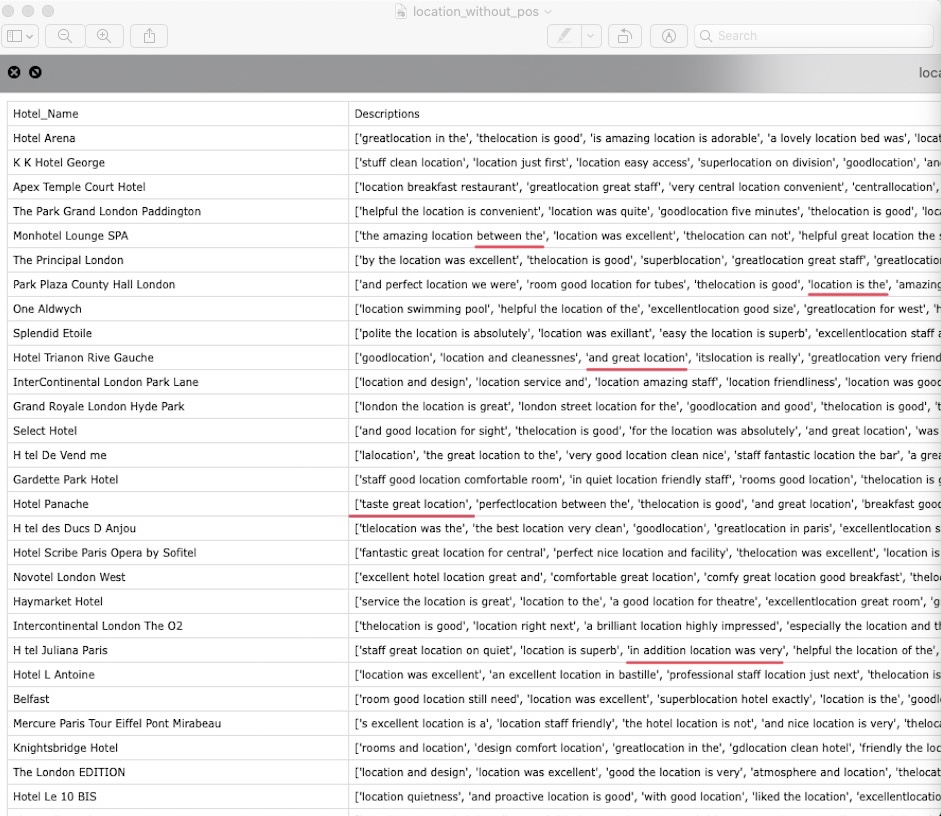 location_without_pos
Search
loca
Hotel_Name Descriptions
Hotel Arena ['greatlocation in the', 'thelocation is good', 'is amazing location is adorable', 'a lovely location bed was', 'locat
K K Hotel George ['stuff clean location', 'location just first', 'location easy access', 'superlocation on division', 'goodlocation', 'an
Apex Temple Court Hotel ['location breakfast restaurant', 'greatlocation great staff', 'very central location convenient', 'centrallocation',
The Park Grand London Paddington ['helpful the location is convenient', 'location was quite', 'goodlocation five minutes', 'thelocation is good', 'loc
Monhotel Lounge SPA ['the amazing location between the', 'location was excellent', 'thelocation can not', 'helpful great location the s
The Principal London ['by the location was excellent', 'thelocation is good', 'superblocation', 'greatlocation great staff', 'greatlocation
Park Plaza County Hall London ['and perfect location we were', 'room good location for tubes', 'thelocation is good', 'location is the', 'amazing
One Aldwych ['location swimming pool', 'helpful the location of the', 'excellentlocation good size', 'greatlocation for west', 'h
Splendid Etoile ['polite the location is absolutely', 'location was exillant', 'easy the location is superb', 'excellentlocation staff a
Hotel Trianon Rive Gauche ['goodlocation', 'location and cleanessnes', 'and great location', 'itslocation is really', 'greatlocation very friend
InterContinental London Park Lane ['location and design', 'location service and', 'location amazing staff', 'location friendliness', 'location was good
Grand Royale London Hyde Park ['london the location is great', 'london street location for the', 'goodlocation and good', 'thelocation is good', 't
Select Hotel ['and good location for sight', 'thelocation is good', 'for the location was absolutely', 'and great location', 'was
H tel De Vend me ['lalocation', 'the great location to the', 'very good location clean nice', 'staff fantastic location the bar', 'a grea
Gardette Park Hotel ['staff good location comfortable room', 'in quiet location friendly staff', 'rooms good location', 'thelocation is g
Hotel Panache ['taste great location', 'perfectlocation between the', 'thelocation is good', 'and great location', 'breakfast good
H tel des Ducs D Anjou ['tlelocation was the', 'the best location very clean', 'goodlocation', 'greatlocation in paris', 'excellentlocation s
Hotel Scribe Paris Opera by Sofitel ['fantastic great location for central', 'perfect nice location and facility', 'thelocation was excellent', 'location is
Novotel London West ['excellent hotel location great and', 'comfortable great location', 'comfy great location good breakfast', 'theloc
Haymarket Hotel ['service the location is great', 'location to the', 'a good location for theatre', 'excellentlocation great room', 'g
Intercontinental London The O2 ['thelocation is good', 'location right next', 'a brilliant location highly impressed', 'especially the location and th
H tel Juliana Paris ['staff great location on quiet', 'location is superb', 'in addition location was very', 'helpful the location of the',
Hotel L Antoine ['location was excellent', 'an excellent location in bastille', 'professional staff location just next', 'thelocation is
Belfast ['room good location still need', 'location was excellent', 'superblocation hotel exactly', 'location is the', 'goodl
Mercure Paris Tour Eiffel Pont Mirabeau ['s excellent location is a', 'location staff friendly', 'the hotel location is not', 'and nice location is very', 'theloca
Knightsbridge Hotel ['rooms and location', 'design comfort location', 'greatlocation in the', 'gdlocation clean hotel', 'friendly the loc
The London EDITION ['location and design', 'location was excellent', 'good the location is very', 'atmosphere and location', 'thelocat
Hotel Le 10 BIS ['location quietness', 'and proactive location is good', 'with good location', 'liked the location', 'excellentlocatio